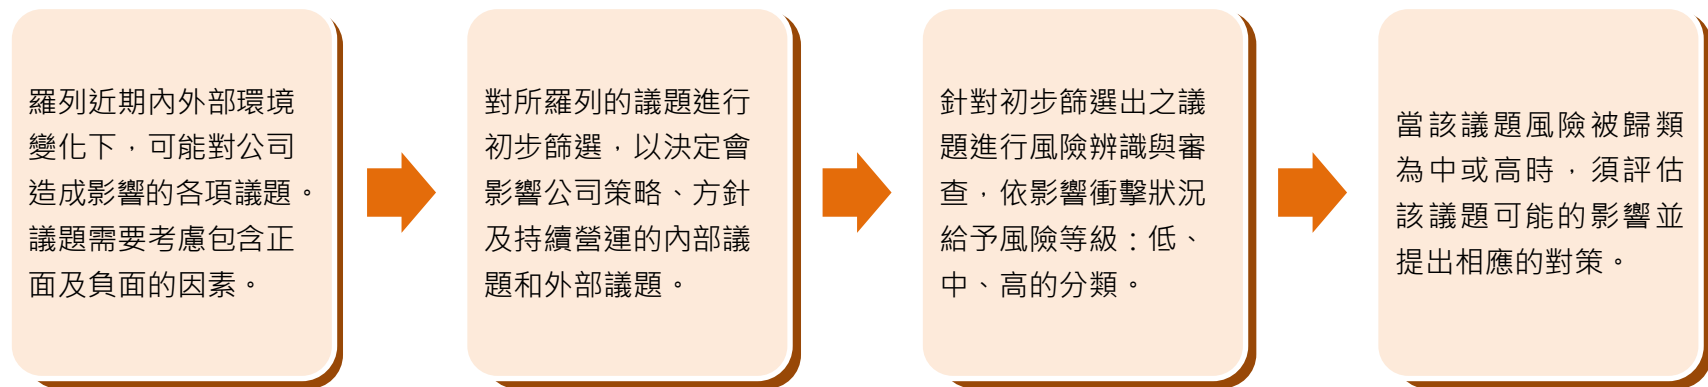 羅列近期內外部環境
變化下，可能對公司
造成影響的各項議題。
議題需要考慮包含正
面及負面的因素。
對所羅列的議題進行
初步篩選，以決定會
影響公司策略、方針
及持續營運的內部議
題和外部議題。
針對初步篩選出之議
題進行風險辨識與審
查，依影響衝擊狀況
給予風險等級：低、
中、高的分類。
當該議題風險被歸類
為中或高時，須評估
該議題可能的影響並
提出相應的對策。